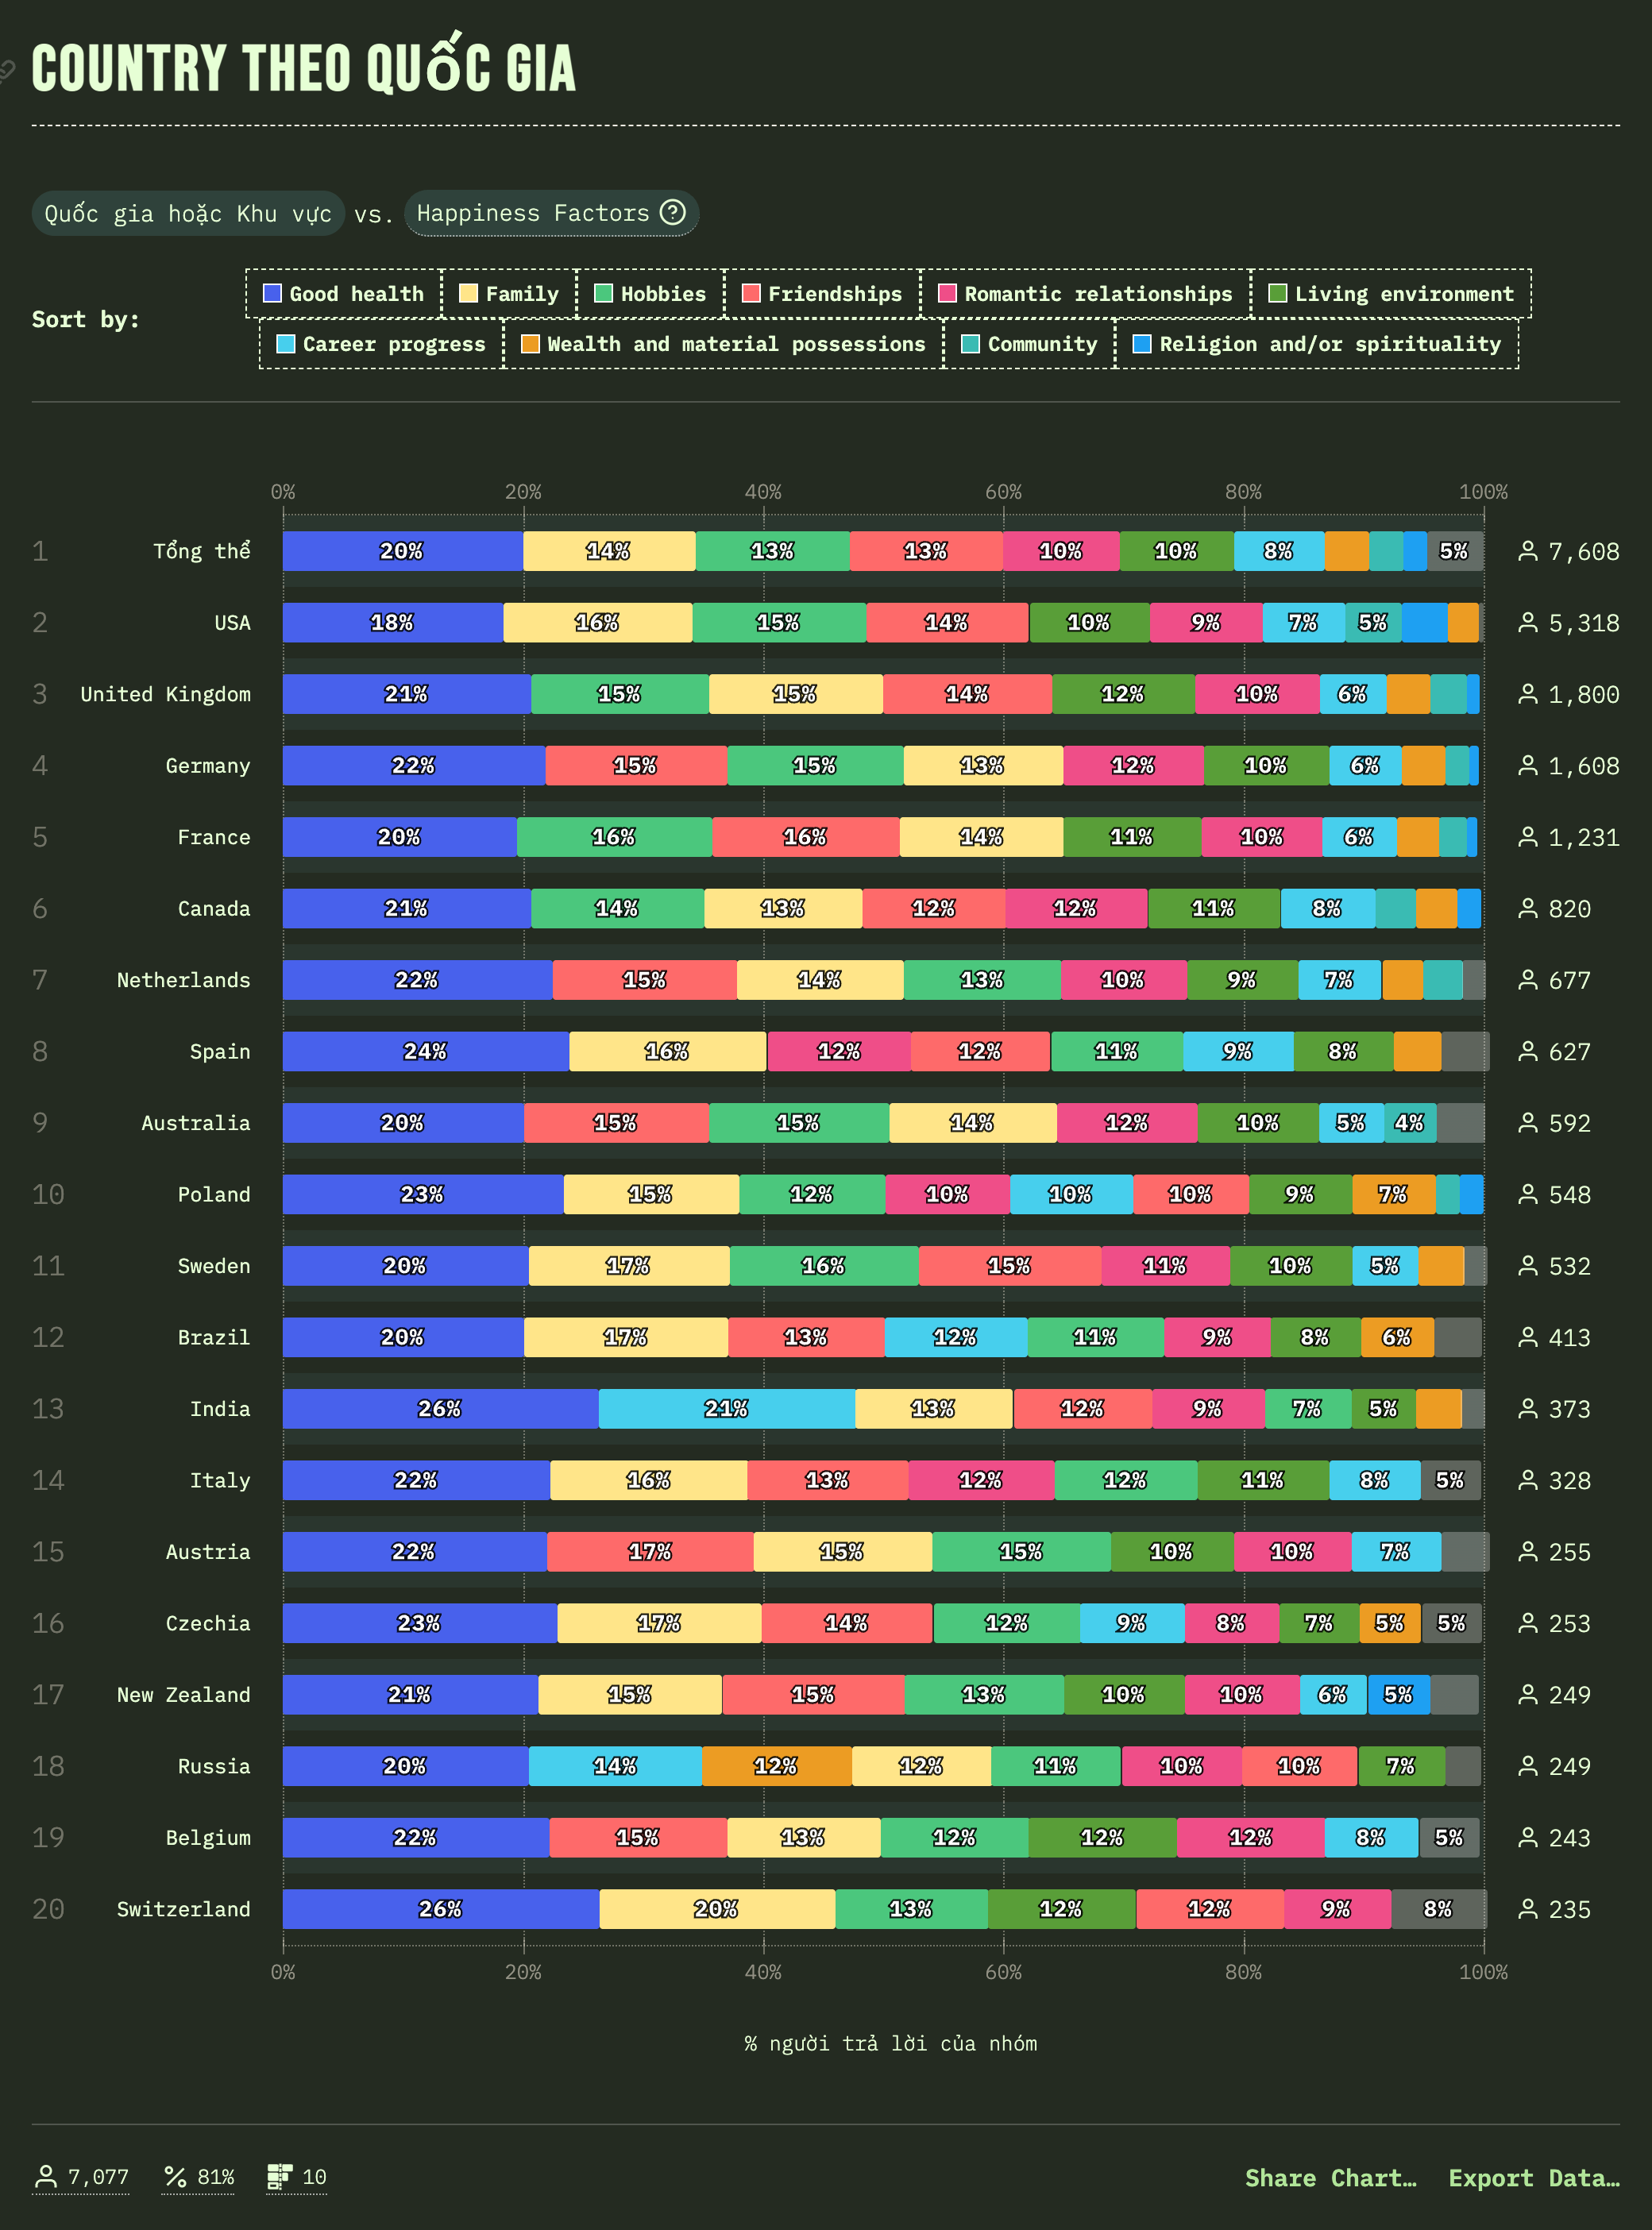 COUNTRY THEO QUỐC GIA
Quốc gia hoặc Khu vực vs. Happiness Factors ?
Sort by:
Good health Family Hobbies Friendships Romantic relationships Living environment
Career progress Wealth and material possessions Community Religion and/or spirituality
0% 20% 40% 60% 80% 100%
1 Tổng thể 20% 14% 13% 13% 10% 10% 8% 5% 7,608
2 USA 18% 16% 15% 14% 10% 9% 7% 5% 5,318
3 United Kingdom 21% 15% 15% 14% 12% 10% 6% 1,800
4 Germany 22% 15% 15% 13% 12% 10% 6% 1,608
5 France 20% 16% 16% 14% 11% 10% 6% 1,231
6 Canada 21% 14% 13% 12% 12% 11% 8% 820
7 Netherlands 22% 15% 14% 13% 10% 9% 7% 677
8 Spain 24% 16% 12% 12% 11% 9% 8% 627
9 Australia 20% 15% 15% 14% 12% 10% 5% 4% 592
10 Poland 23% 15% 12% 10% 10% 10% 9% 7% 548
11 Sweden 20% 17% 16% 15% 11% 10% 5% 532
12 Brazil 20% 17% 13% 12% 11% 9% 8% 6% 413
13 India 26% 21% 13% 12% 9% 7% 5% 373
14 Italy 22% 16% 13% 12% 12% 11% 8% 5% 328
15 Austria 22% 17% 15% 15% 10% 10% 7% 255
16 Czechia 23% 17% 14% 12% 9% 8% 7% 5% 5% 253
17 New Zealand 21% 15% 15% 13% 10% 10% 6% 5% 249
18 Russia 20% 14% 12% 12% 11% 10% 10% 7% 249
19 Belgium 22% 15% 13% 12% 12% 12% 8% 5% 243
20 Switzerland 26% 20% 13% 12% 12% 9% 8% 235
0% 20% 40% 60% 80% 100%
% người trả lời của nhóm
7,077 81% 10 Share Chart… Export Data…